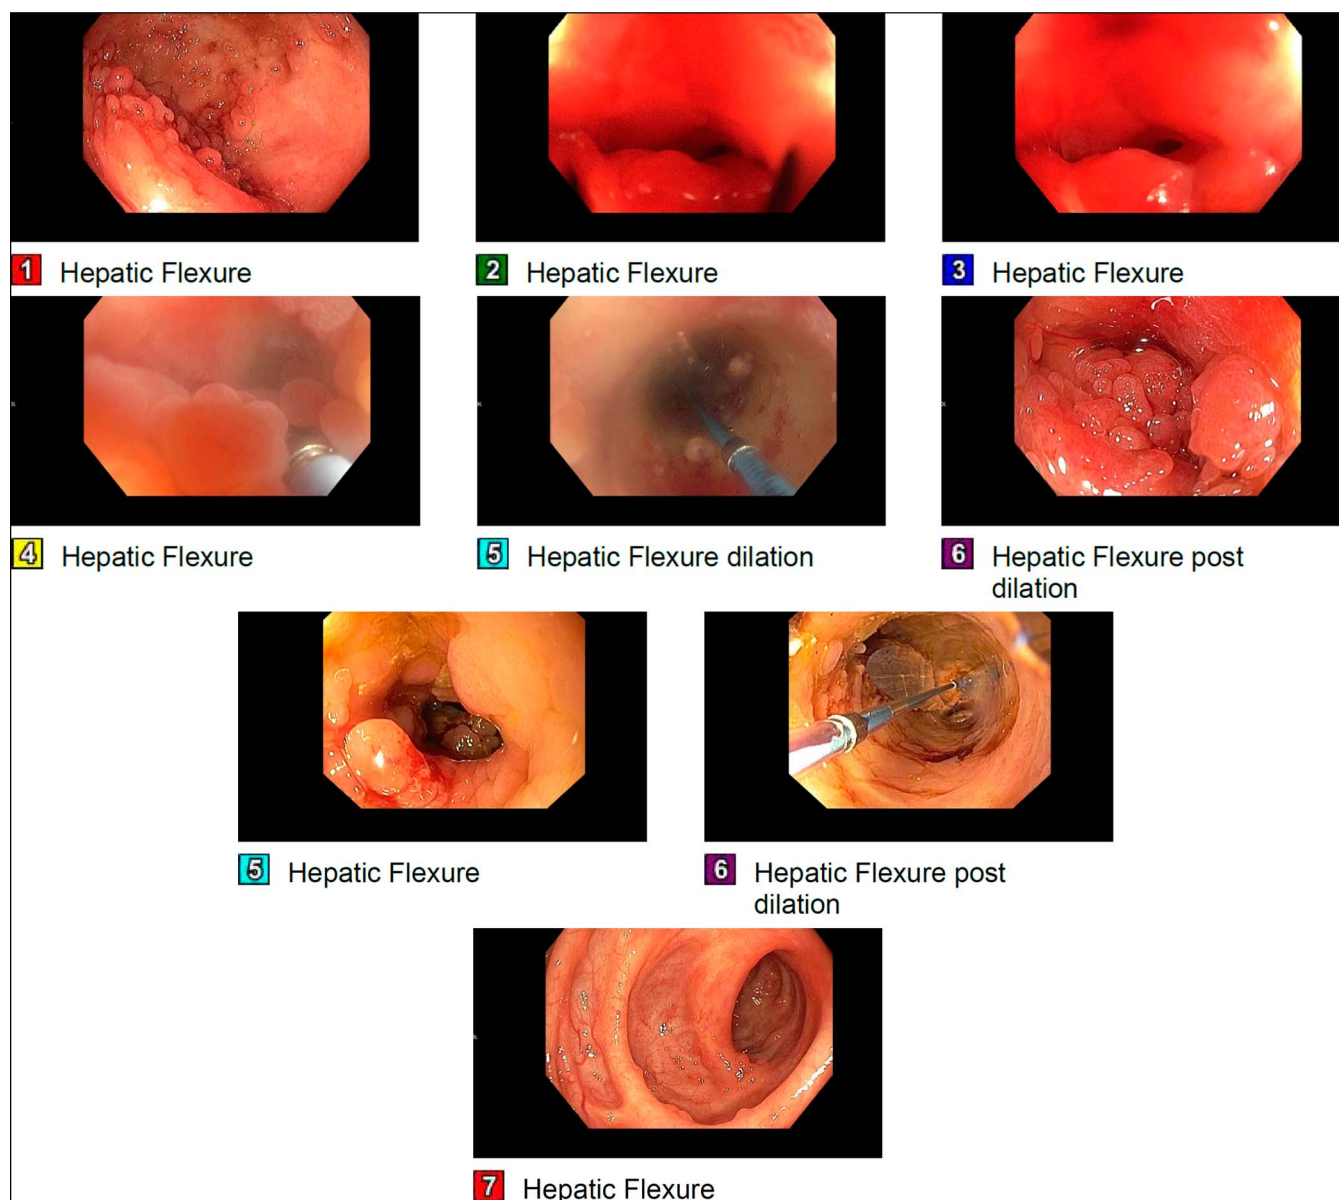 1 Hepatic Flexure
2 Hepatic Flexure
3 Hepatic Flexure
4 Hepatic Flexure
5 Hepatic Flexure dilation
6 Hepatic Flexure post
dilation
5 Hepatic Flexure
6 Hepatic Flexure post
dilation
7 Hepatic Flexure